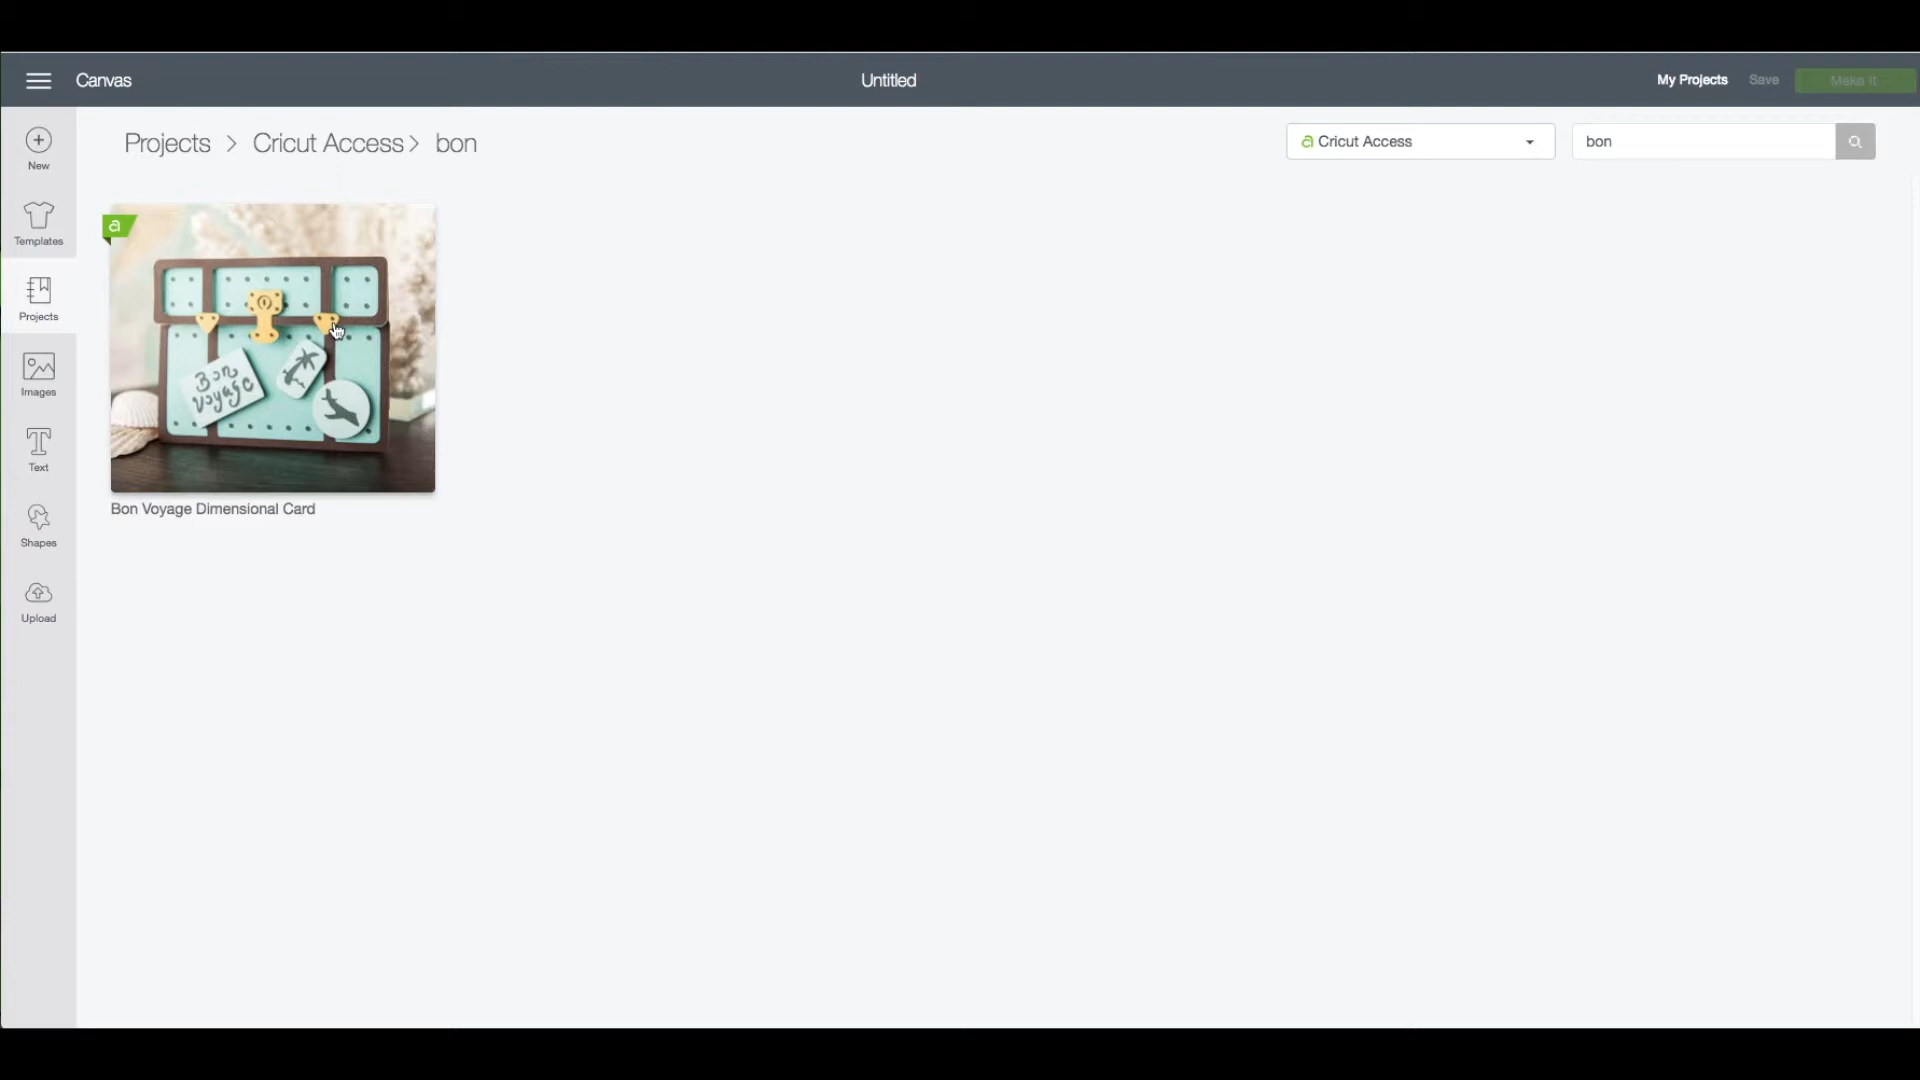 Canvas
Untitled
My Projects
Save
Make It
New
Templates
Projects
Images
Text
Shapes
Upload
Projects > Cricut Access > bon
a Cricut Access
bon
a
Bon
Voyage
Bon Voyage Dimensional Card